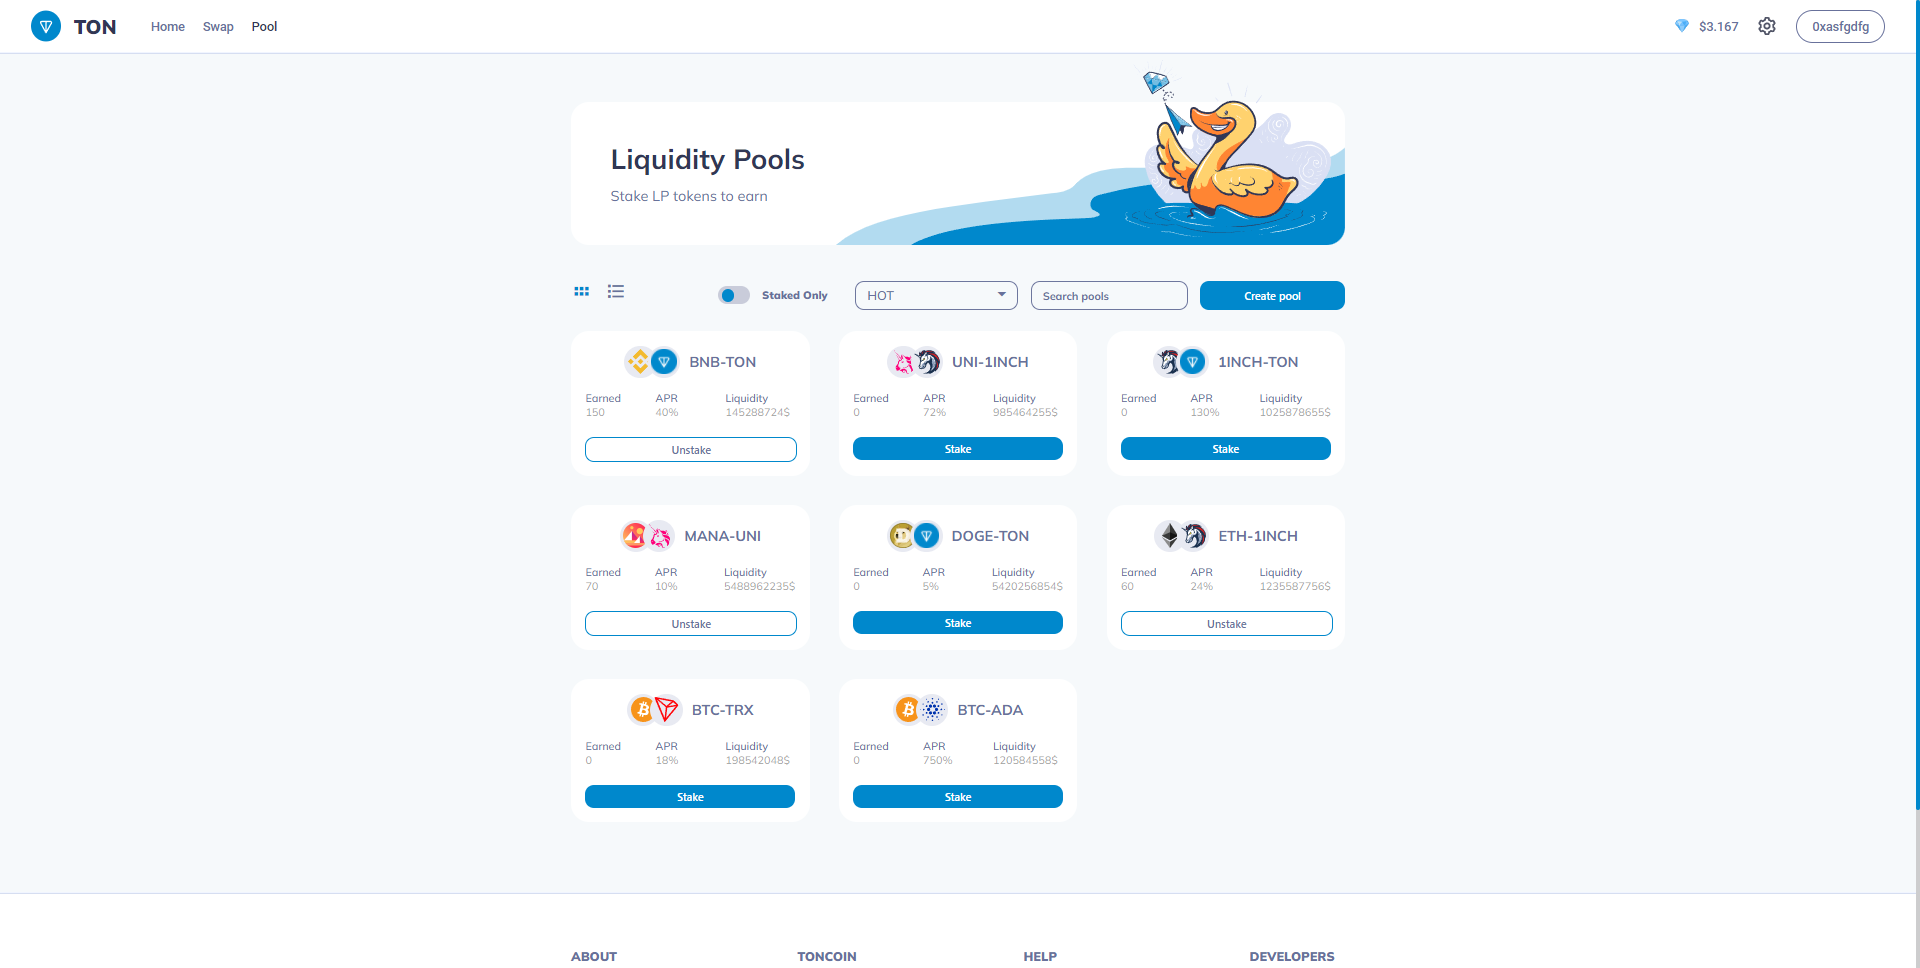 TON Home Swap Pool $3.167 0xasfgdfg
Liquidity Pools
Stake LP tokens to earn
Staked Only HOT Search pools Create pool
BNB-TON UNI-1INCH 1INCH-TON
Earned APR Liquidity Earned APR Liquidity Earned APR Liquidity
150 40% 145288724$ 0 72% 985464255$ 0 130% 1025878655$
Unstake Stake Stake
MANA-UNI DOGE-TON ETH-1INCH
Earned APR Liquidity Earned APR Liquidity Earned APR Liquidity
70 10% 5488962235$ 0 5% 5420256854$ 60 24% 1235587756$
Unstake Stake Unstake
BTC-TRX BTC-ADA
Earned APR Liquidity Earned APR Liquidity
0 18% 198542048$ 0 750% 120584558$
Stake Stake
ABOUT TONCOIN HELP DEVELOPERS